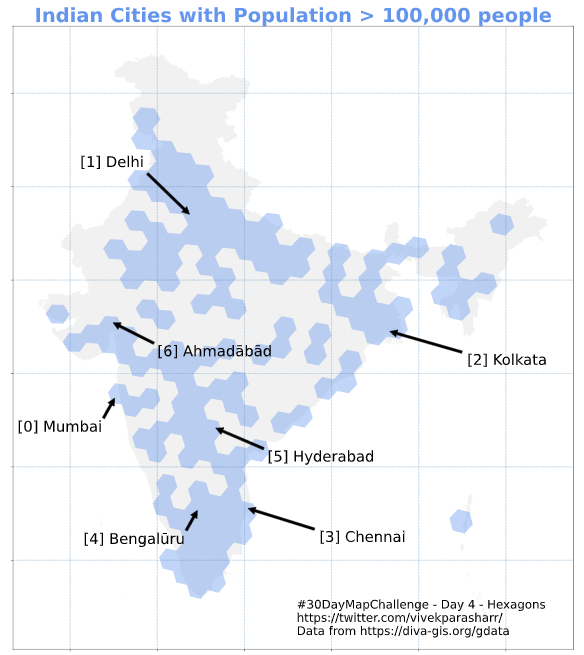 Indian Cities with Population > 100,000 people
[1] Delhi
[6] Ahmadābād
[2] Kolkata
[0] Mumbai
[5] Hyderabad
[4] Bengalūru
[3] Chennai
#30DayMapChallenge - Day 4 - Hexagons
https://twitter.com/vivekparasharr/
Data from https://diva-gis.org/gdata